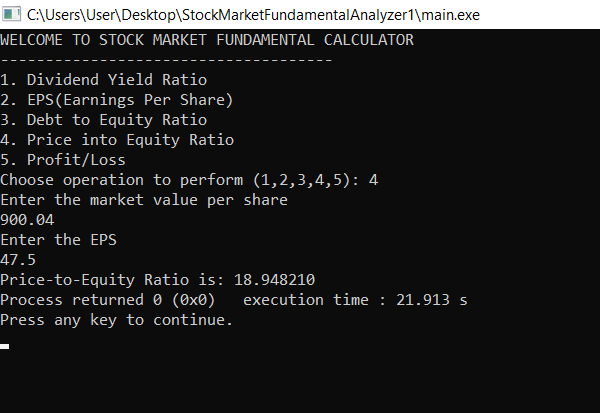 C:\Users\User\Desktop\StockMarketFundamentalAnalyzer1\main.exe
WELCOME TO STOCK MARKET FUNDAMENTAL CALCULATOR
-------------------------------------
1. Dividend Yield Ratio
2. EPS(Earnings Per Share)
3. Debt to Equity Ratio
4. Price into Equity Ratio
5. Profit/Loss
Choose operation to perform (1,2,3,4,5): 4
Enter the market value per share
900.04
Enter the EPS
47.5
Price-to-Equity Ratio is: 18.948210
Process returned 0 (0x0)   execution time : 21.913 s
Press any key to continue.